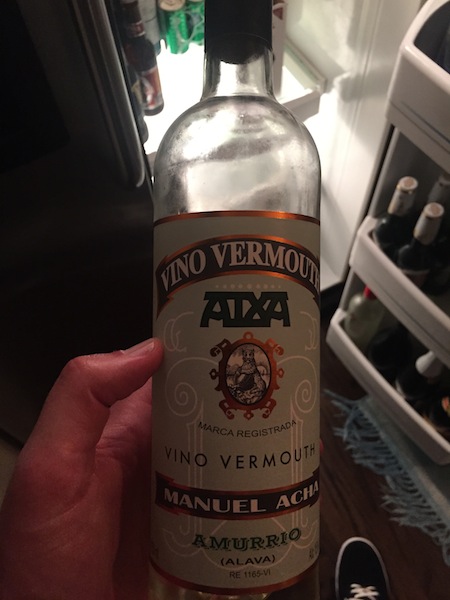 VINO VERMOUTH
ATXA
MARCA REGISTRADA
VINO VERMOUTH
MANUEL ACHA
AMURRIO
(ALAVA)
RE 1165-VI